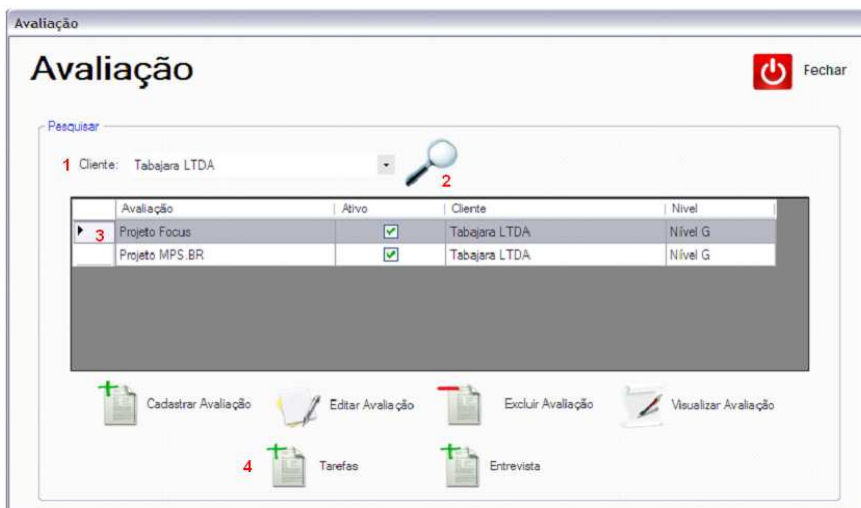 Avaliação
Avaliação
Fechar
Pesquisar
1 Cliente: Tabajara LTDA
2
Avaliação Ativo Cliente Nivel
3 Projeto Focus Tabajara LTDA Nível G
Projeto MPS.BR Tabajara LTDA Nível G
Cadastrar Avaliação Editar Avaliação Excluir Avaliação Visualizar Avaliação
4 Tarefas Entrevista